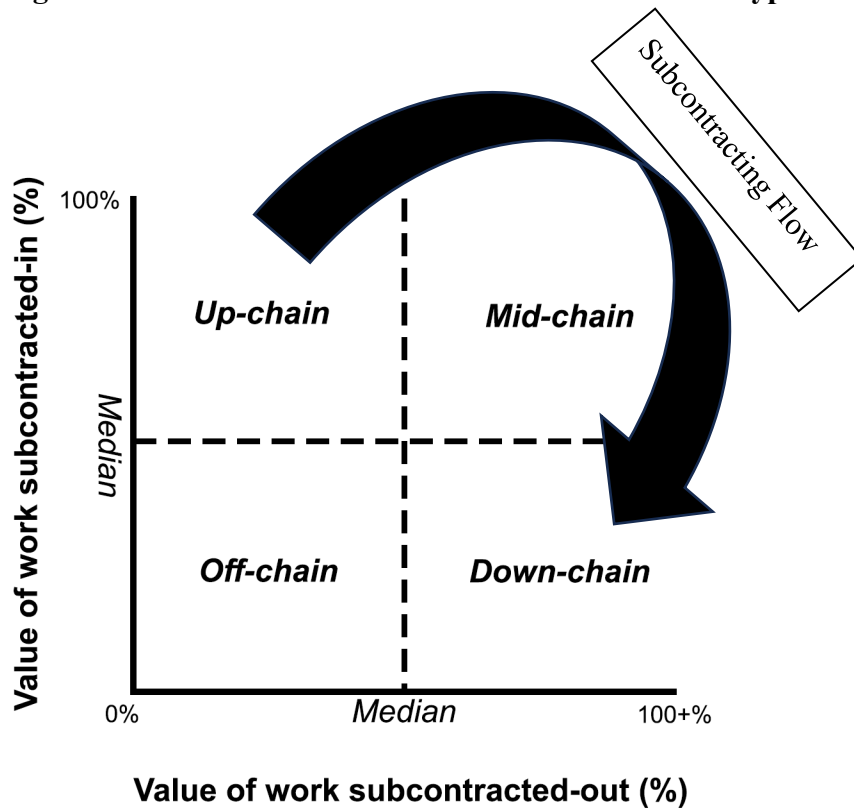 Subcontracting Flow
100%
Value of work subcontracted-in (%)
Up-chain
Mid-chain
Median
Off-chain
Down-chain
0%
Median
100+%
Value of work subcontracted-out (%)